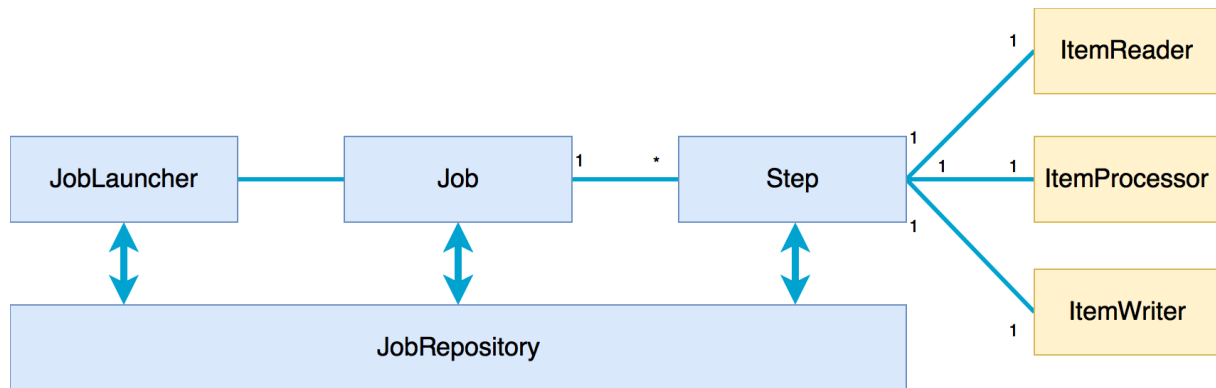 ItemReader
1
1
JobLauncher
Job
1
*
Step
1
1
ItemProcessor
1
ItemWriter
1
JobRepository